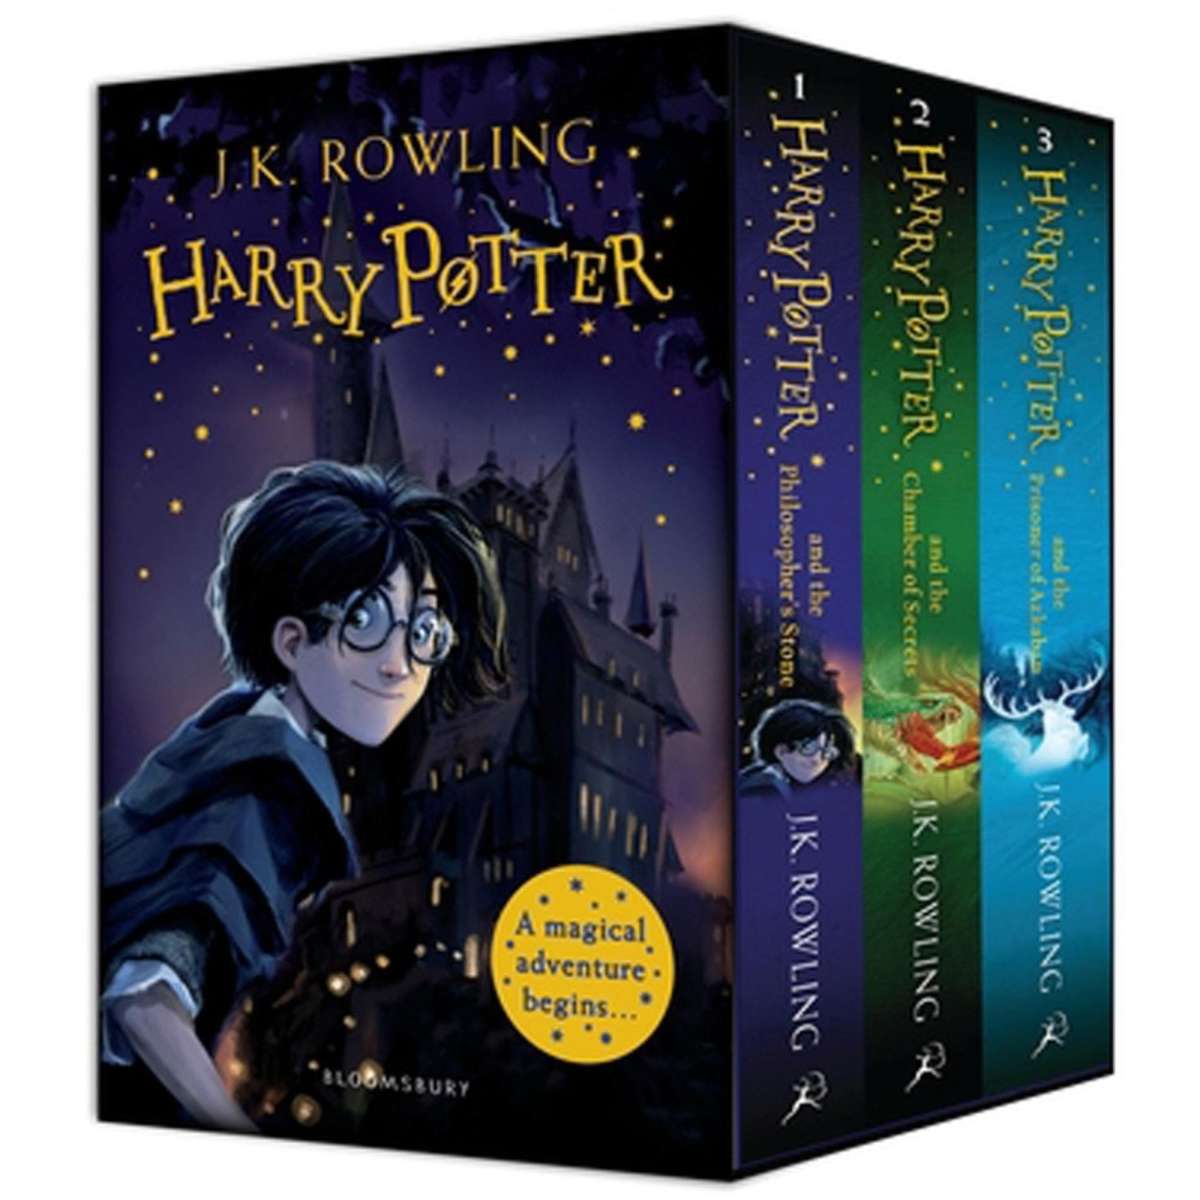 J.K. ROWLING
HARRY POTTER
A magical
adventure
begins...
BLOOMSBURY
1
HARRY POTTER
and the
Philosopher's Stone
J.K. ROWLING
2
HARRY POTTER
and the
Chamber of Secrets
J.K. ROWLING
3
HARRY POTTER
and the
Prisoner of Azkaban
J.K. ROWLING